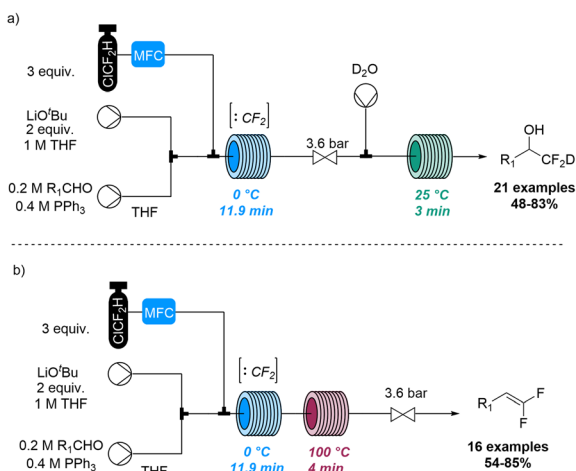 a)
ClCF2H
MFC
3 equiv.
D2O
LiOtBu
2 equiv.
1 M THF
[: CF2]
3.6 bar
OH
R1
CF2D
0.2 M R1CHO
0.4 M PPh3
THF
0 °C
11.9 min
25 °C
3 min
21 examples
48-83%
b)
ClCF2H
MFC
3 equiv.
LiOtBu
2 equiv.
1 M THF
[: CF2]
3.6 bar
R1
F
F
0.2 M R1CHO
0.4 M PPh3
THF
0 °C
11.9 min
100 °C
4 min
16 examples
54-85%